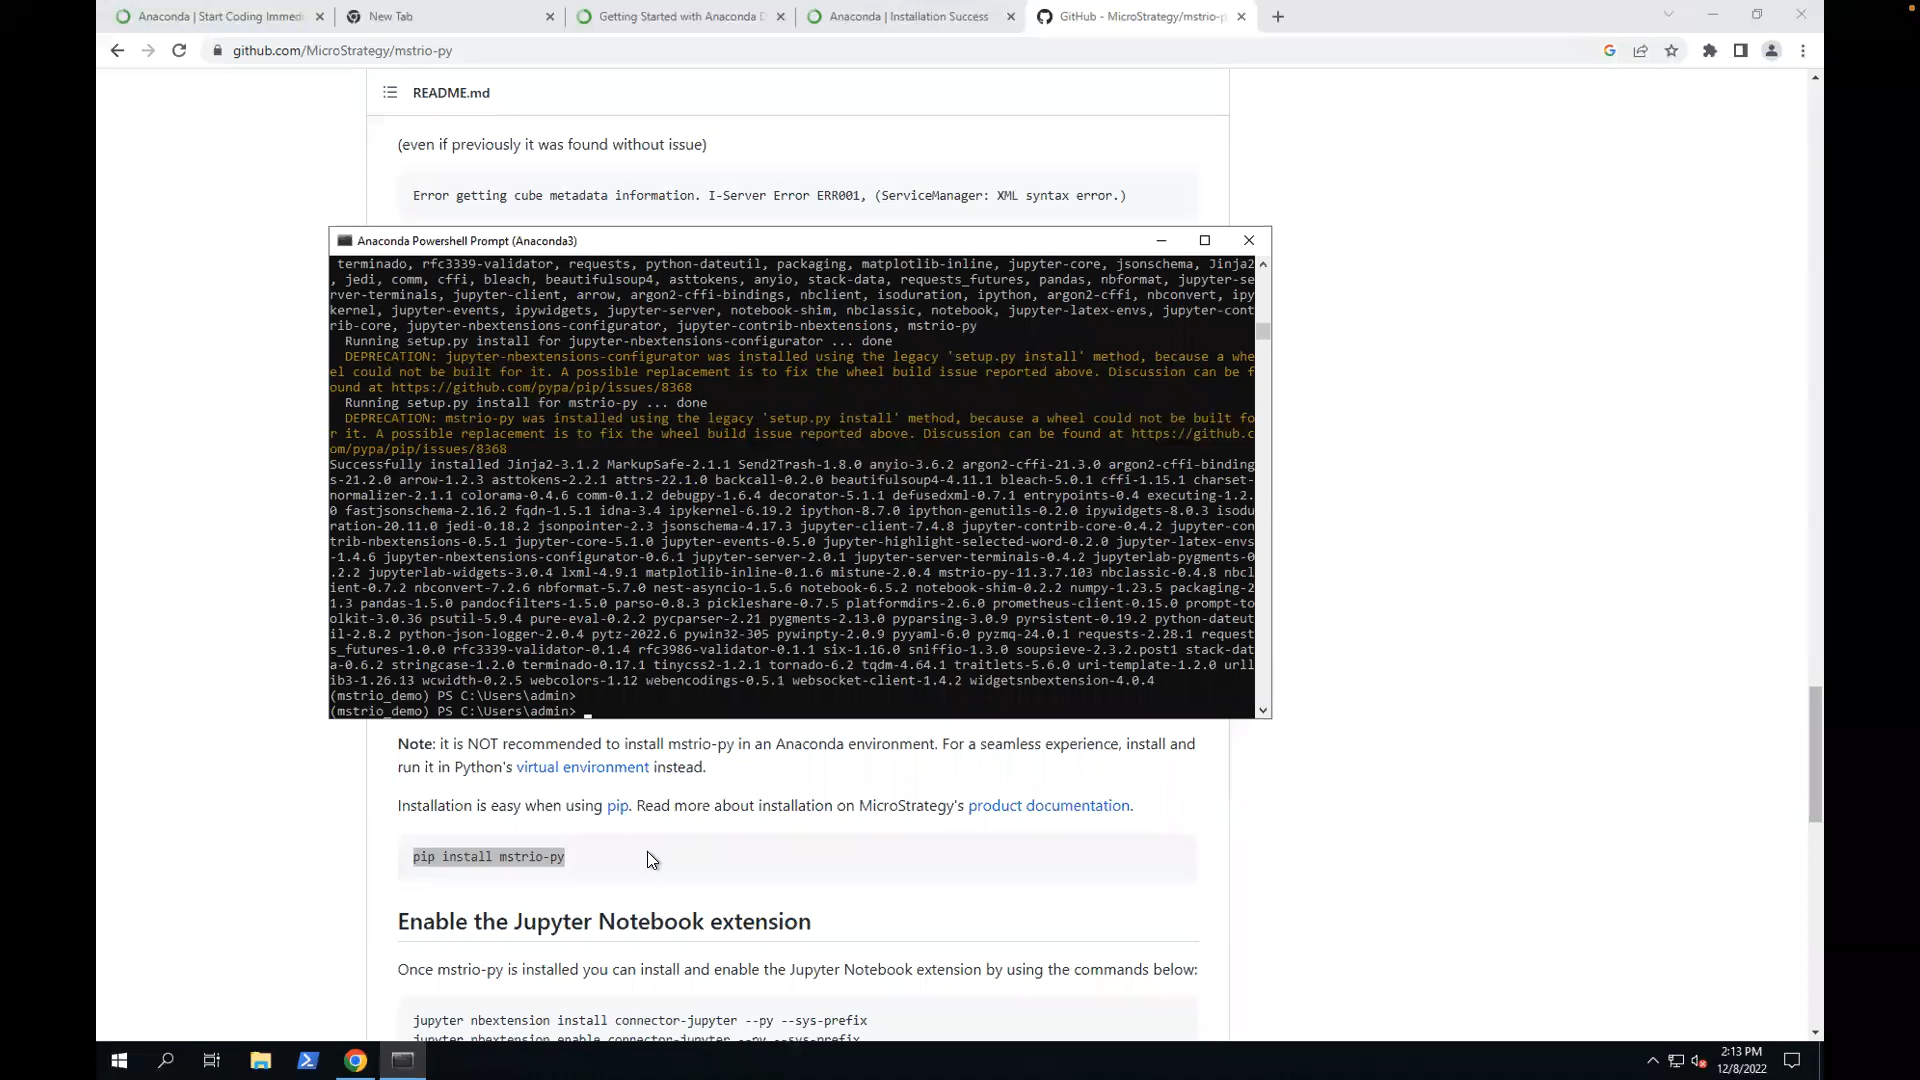 Anaconda | Start Coding Immedi
New Tab
Getting Started with Anaconda D
Anaconda | Installation Success
GitHub - MicroStrategy/mstrio-p
github.com/MicroStrategy/mstrio-py
README.md
(even if previously it was found without issue)
Error getting cube metadata information. I-Server Error ERR001, (ServiceManager: XML syntax error.)
Anaconda Powershell Prompt (Anaconda3)
terminado, rfc3339-validator, requests, python-dateutil, packaging, matplotlib-inline, jupyter-core, jsonschema, Jinja2
, jedi, comm, cffi, bleach, beautifulsoup4, asttokens, anyio, stack-data, requests_futures, pandas, nbformat, jupyter-se
rver-terminals, jupyter-client, arrow, argon2-cffi-bindings, nbclient, isoduration, ipython, argon2-cffi, nbconvert, ipy
kernel, jupyter-events, ipywidgets, jupyter-server, notebook-shim, nbclassic, notebook, jupyter-latex-envs, jupyter-cont
rib-core, jupyter-nbextensions-configurator, jupyter-contrib-nbextensions, mstrio-py
Running setup.py install for jupyter-nbextensions-configurator ... done
DEPRECATION: jupyter-nbextensions-configurator was installed using the legacy 'setup.py install' method, because a whe
el could not be built for it. A possible replacement is to fix the wheel build issue reported above. Discussion can be f
ound at https://github.com/pypa/pip/issues/8368
Running setup.py install for mstrio-py ... done
DEPRECATION: mstrio-py was installed using the legacy 'setup.py install' method, because a wheel could not be built fo
r it. A possible replacement is to fix the wheel build issue reported above. Discussion can be found at https://github.c
om/pypa/pip/issues/8368
Successfully installed Jinja2-3.1.2 MarkupSafe-2.1.1 Send2Trash-1.8.0 anyio-3.6.2 argon2-cffi-21.3.0 argon2-cffi-binding
s-21.2.0 arrow-1.2.3 asttokens-2.2.1 attrs-22.1.0 backcall-0.2.0 beautifulsoup4-4.11.1 bleach-5.0.1 cffi-1.15.1 charset-
normalizer-2.1.1 colorama-0.4.6 comm-0.1.2 debugpy-1.6.4 decorator-5.1.1 defusedxml-0.7.1 entrypoints-0.4 executing-1.2.
0 fastjsonschema-2.16.2 fqdn-1.5.1 idna-3.4 ipykernel-6.19.2 ipython-8.7.0 ipython-genutils-0.2.0 ipywidgets-8.0.3 isodu
ration-20.11.0 jedi-0.18.2 jsonpointer-2.3 jsonschema-4.17.3 jupyter-client-7.4.8 jupyter-contrib-core-0.4.2 jupyter-con
trib-nbextensions-0.5.1 jupyter-core-5.1.0 jupyter-events-0.5.0 jupyter-highlight-selected-word-0.2.0 jupyter-latex-envs
-1.4.6 jupyter-nbextensions-configurator-0.6.1 jupyter-server-2.0.1 jupyter-server-terminals-0.4.2 jupyterlab-pygments-0
.2.2 jupyterlab-widgets-3.0.4 lxml-4.9.1 matplotlib-inline-0.1.6 mistune-2.0.4 mstrio-py-11.3.7.103 nbclassic-0.4.8 nbcl
ient-0.7.2 nbconvert-7.2.6 nbformat-5.7.0 nest-asyncio-1.5.6 notebook-6.5.2 notebook-shim-0.2.2 numpy-1.23.5 packaging-2
1.3 pandas-1.5.0 pandocfilters-1.5.0 parso-0.8.3 pickleshare-0.7.5 platformdirs-2.6.0 prometheus-client-0.15.0 prompt-to
olkit-3.0.36 psutil-5.9.4 pure-eval-0.2.2 pycparser-2.21 pygments-2.13.0 pyparsing-3.0.9 pyrsistent-0.19.2 python-dateut
il-2.8.2 python-json-logger-2.0.4 pytz-2022.6 pywin32-305 pywinpty-2.0.9 pyyaml-6.0 pyzmq-24.0.1 requests-2.28.1 request
s_futures-1.0.0 rfc3339-validator-0.1.4 rfc3986-validator-0.1.1 six-1.16.0 sniffio-1.3.0 soupsieve-2.3.2.post1 stack-dat
a-0.6.2 stringcase-1.2.0 terminado-0.17.1 tinycss2-1.2.1 tornado-6.2 tqdm-4.64.1 traitlets-5.6.0 uri-template-1.2.0 urll
ib3-1.26.13 wcwidth-0.2.5 webcolors-1.12 webencodings-0.5.1 websocket-client-1.4.2 widgetsnbextension-4.0.4
(mstrio_demo) PS C:\Users\admin>
(mstrio_demo) PS C:\Users\admin>
Note: it is NOT recommended to install mstrio-py in an Anaconda environment. For a seamless experience, install and
run it in Python's virtual environment instead.
Installation is easy when using pip. Read more about installation on MicroStrategy's product documentation.
pip install mstrio-py
Enable the Jupyter Notebook extension
Once mstrio-py is installed you can install and enable the Jupyter Notebook extension by using the commands below:
jupyter nbextension install connector-jupyter --py --sys-prefix
jupyter nbextension enable connector-jupyter --py --sys-prefix
2:13 PM
12/8/2022